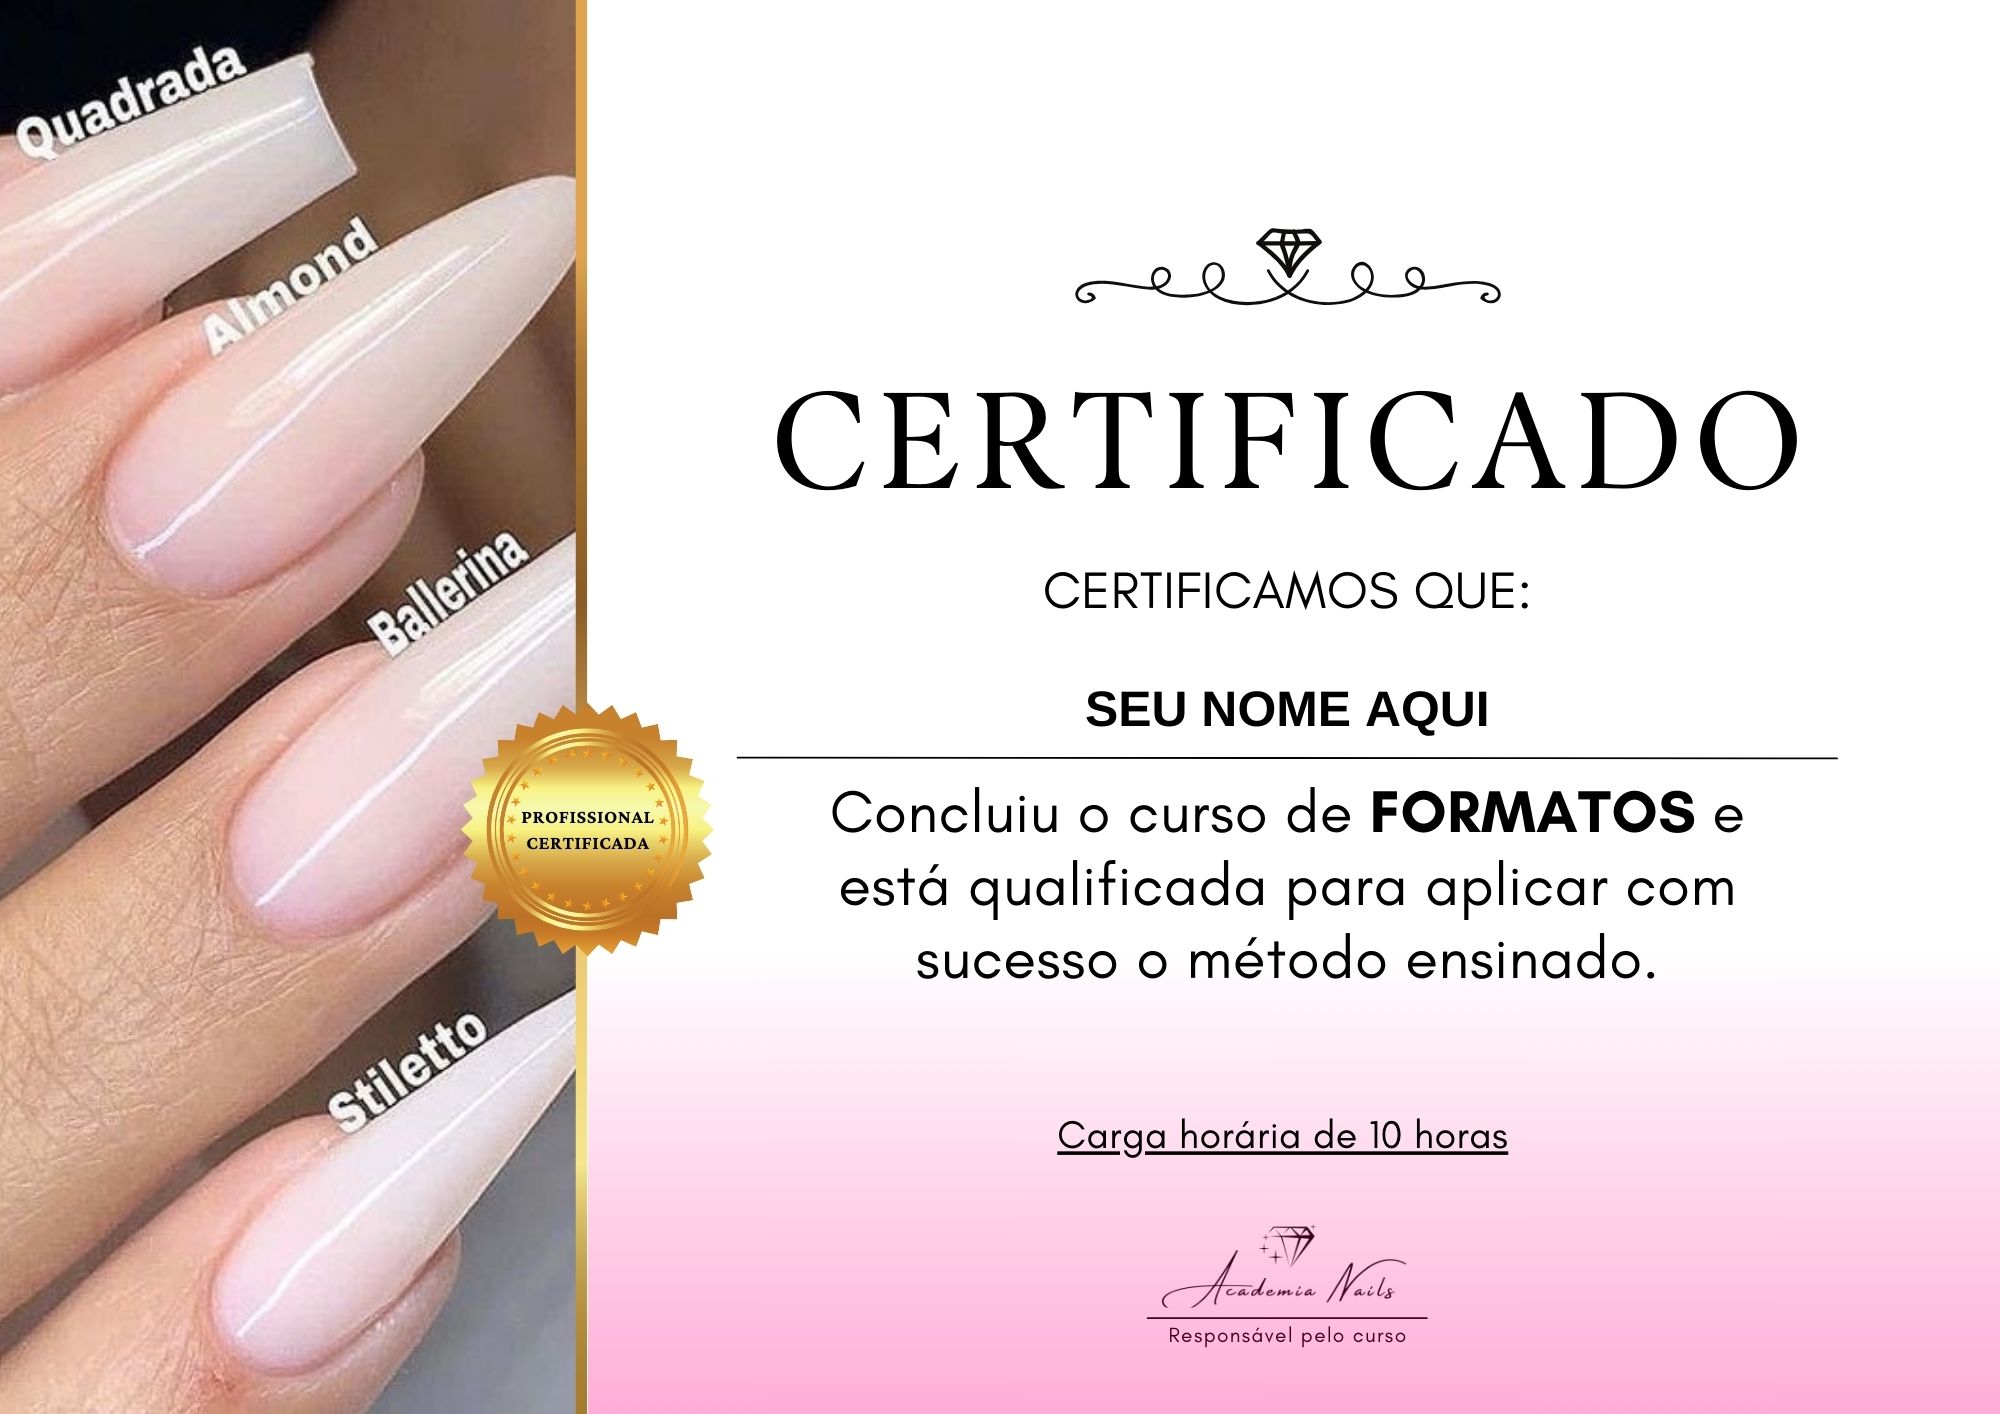 Quadrada
Almond
Ballerina
Stiletto
PROFISSIONAL
CERTIFICADA
CERTIFICADO
CERTIFICAMOS QUE:
SEU NOME AQUI
Concluiu o curso de FORMATOS e
está qualificada para aplicar com
sucesso o método ensinado.
Carga horária de 10 horas
Academia Nails
Responsável pelo curso